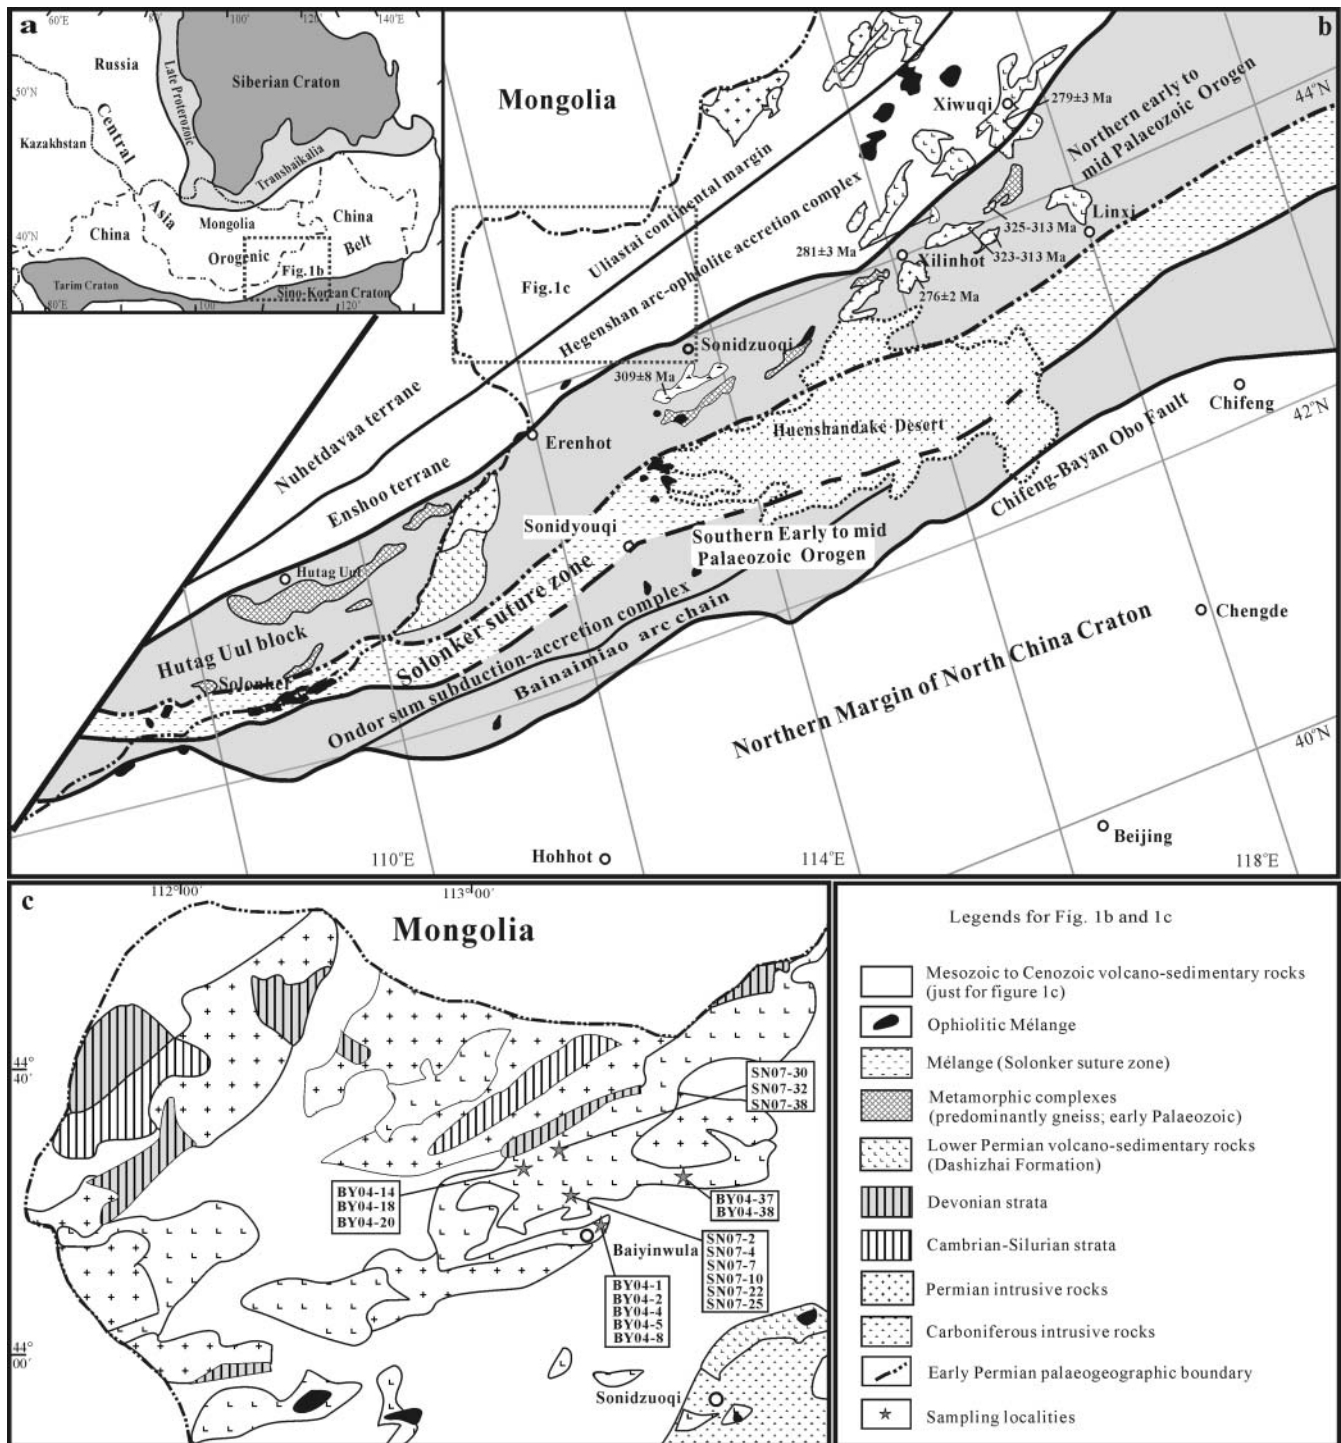 a
60°E
80°
100°
120°
140°E
Russia
Siberian Craton
Late Proterozoic
50°N
Central
Kazakhstan
Transbaikalia
Asia
Mongolia
China
China
Belt
40°N
Orogenic
Fig.1b
Tarim Craton
Sino-Korean Craton
80°E
100°
120°
b
Mongolia
Xiwuqi
279±3 Ma
Northern early to
mid Palaeozoic Orogen
44°N
Uliastai continental margin
Hegenshan arc-ophiolite accretion complex
Linxi
325-313 Ma
281±3 Ma
323-313 Ma
Xilinhot
276±2 Ma
Fig.1c
Sonidzuoqi
309±8 Ma
Nuhetdavaa terrane
Huenshandake Desert
Chifeng
42°N
Erenhot
Enshoo terrane
Chifeng-Bayan Obo Fault
Sonidyouqi
Southern Early to mid
Palaeozoic Orogen
Hutag Uul
Chengde
Solonker suture zone
Hutag Uul block
Solonker
Ondor sum subduction-accretion complex
Bainaimiao arc chain
Northern Margin of North China Craton
40°N
Beijing
Hohhot
110°E
114°E
118°E
c
112°00′
113°00′
Mongolia
44°
40′
SN07-30
SN07-32
SN07-38
BY04-14
BY04-18
BY04-20
BY04-37
BY04-38
Baiyinwula
SN07-2
SN07-4
SN07-7
SN07-10
SN07-22
SN07-25
BY04-1
BY04-2
BY04-4
BY04-5
BY04-8
44°
00′
Sonidzuoqi
Legends for Fig. 1b and 1c
Mesozoic to Cenozoic volcano-sedimentary rocks
(just for figure 1c)
Ophiolitic Mélange
Mélange (Solonker suture zone)
Metamorphic complexes
(predominantly gneiss; early Palaeozoic)
Lower Permian volcano-sedimentary rocks
(Dashizhai Formation)
Devonian strata
Cambrian-Silurian strata
Permian intrusive rocks
Carboniferous intrusive rocks
Early Permian palaeogeographic boundary
Sampling localities